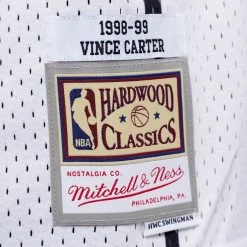 1998-99
VINCE CARTER
NBA
HARDWOOD
CLASSICS
NOSTALGIA CO.
Mitchell & Ness
PHILADELPHIA, PA.
HWC SWINGMAN